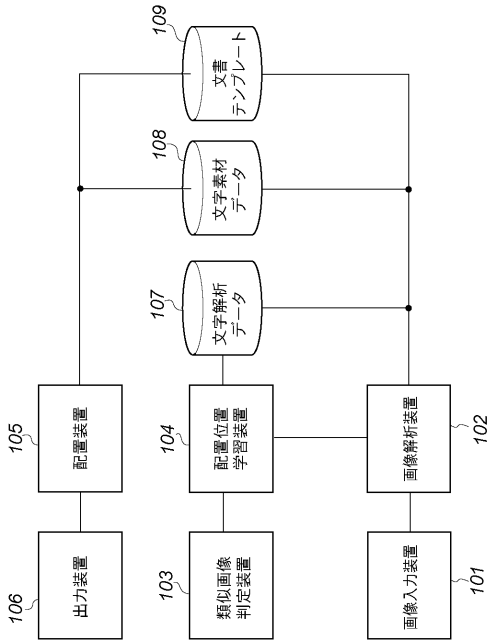 101
画像入力装置
102
画像解析装置
103
類似画像
判定装置
104
配置位置
学習装置
105
配置装置
106
出力装置
107
文字解析
データ
108
文字素材
データ
109
文書
テンプレート